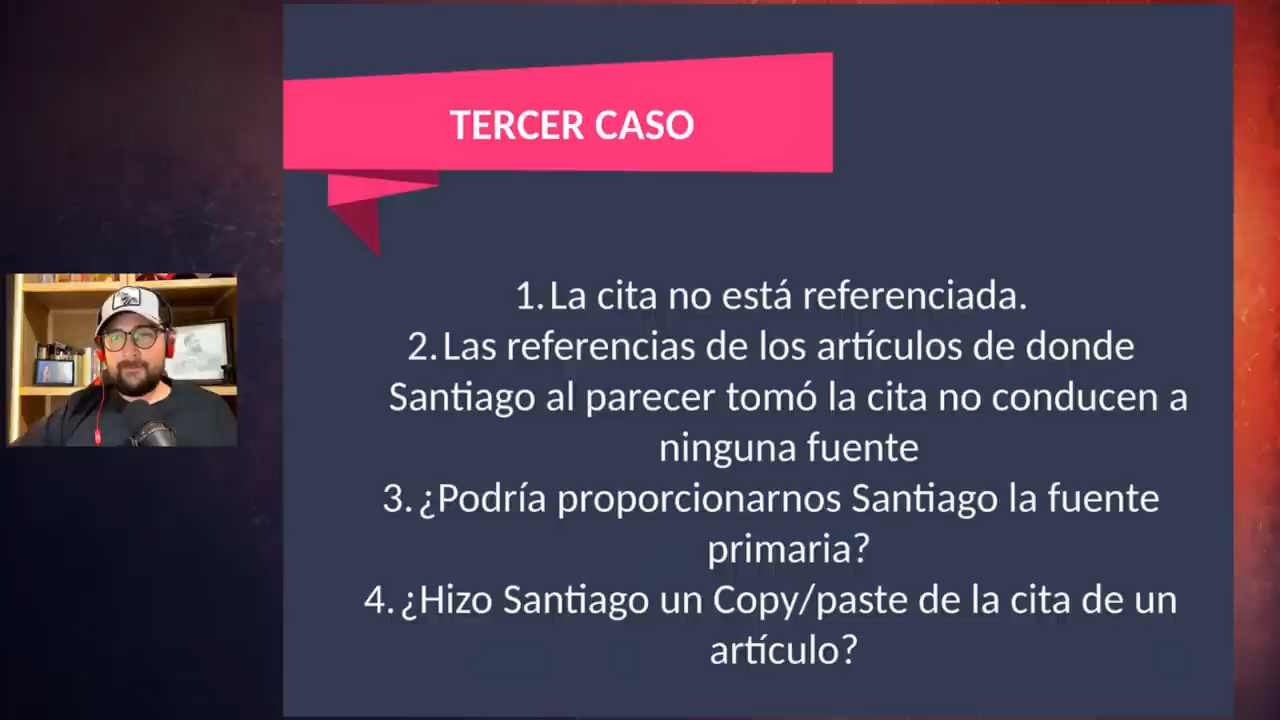 TERCER CASO
1. La cita no está referenciada.
2. Las referencias de los artículos de donde
Santiago al parecer tomó la cita no conducen a
ninguna fuente
3. ¿Podría proporcionarnos Santiago la fuente
primaria?
4. ¿Hizo Santiago un Copy/paste de la cita de un
artículo?